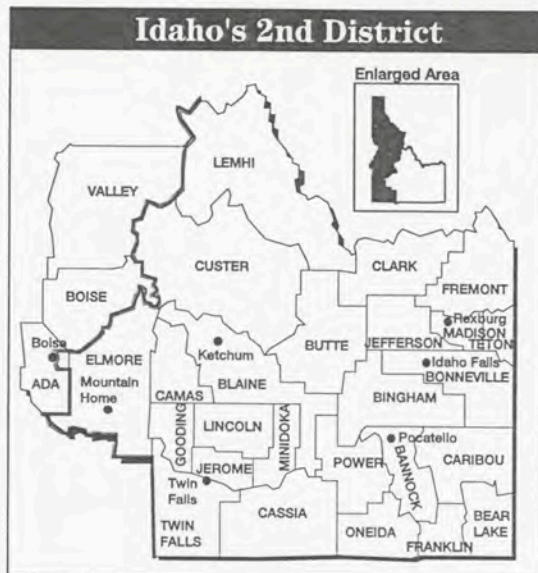 Idaho's 2nd District
Enlarged Area
LEMHI
VALLEY
CUSTER
CLARK
FREMONT
BOISE
Rexburg
MADISON
Boise
BUTTE
JEFFERSON
TETON
ELMORE
Ketchum
Idaho Falls
ADA
Mountain
Home
BLAINE
BONNEVILLE
CAMAS
BINGHAM
GOODING
LINCOLN
MINIDOKA
Pocatello
JEROME
POWER
BANNOCK
CARIBOU
Twin
Falls
CASSIA
TWIN
FALLS
ONEIDA
BEAR
LAKE
FRANKLIN